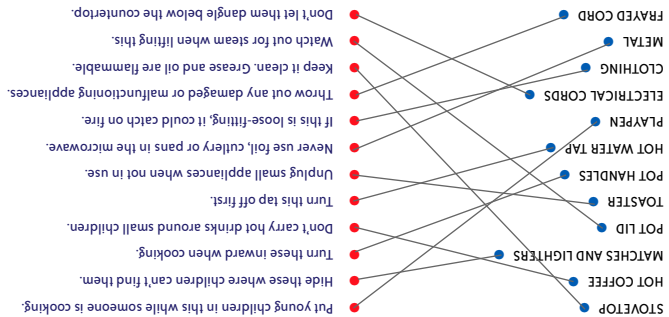 STOVETOP
HOT COFFEE
MATCHES AND LIGHTERS
POT LID
TOASTER
POT HANDLES
HOT WATER TAP
PLAYPEN
ELECTRICAL CORDS
CLOTHING
METAL
FRAYED CORD
Put young children in this while someone is cooking.
Hide these where children can't find them.
Turn these inward when cooking.
Don't carry hot drinks around small children.
Turn this tap off first.
Unplug small appliances when not in use.
Never use foil, cutlery or pans in the microwave.
If this is loose-fitting, it could catch on fire.
Throw out any damaged or malfunctioning appliances.
Keep it clean. Grease and oil are flammable.
Watch out for steam when lifting this.
Don't let them dangle below the countertop.